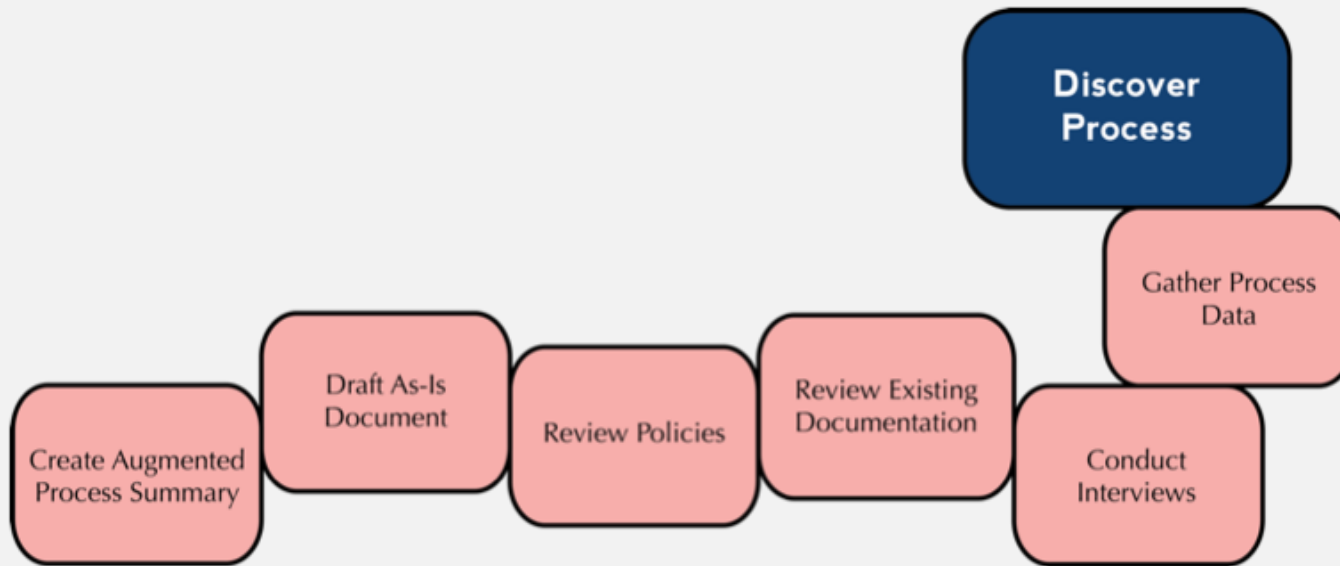 Discover
Process
Gather Process
Data
Conduct
Interviews
Review Existing
Documentation
Review Policies
Draft As-Is
Document
Create Augmented
Process Summary